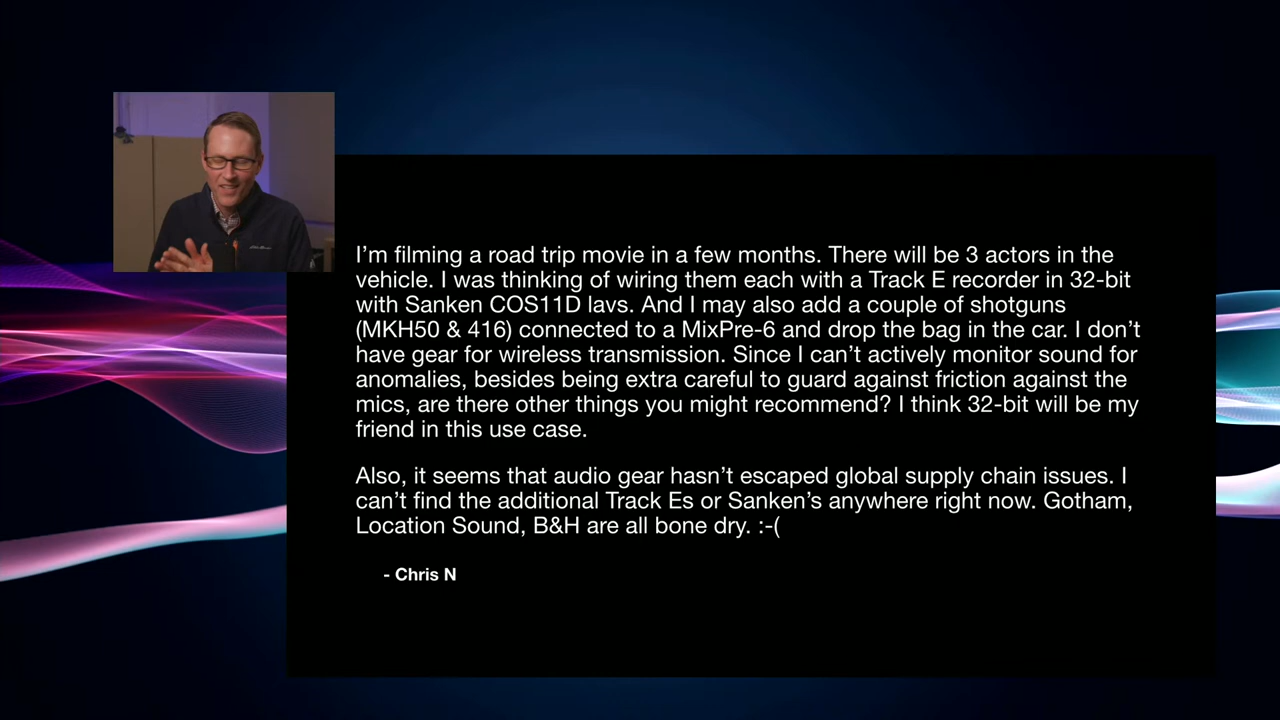 I'm filming a road trip movie in a few months. There will be 3 actors in the
vehicle. I was thinking of wiring them each with a Track E recorder in 32-bit
with Sanken COS11D lavs. And I may also add a couple of shotguns
(MKH50 & 416) connected to a MixPre-6 and drop the bag in the car. I don't
have gear for wireless transmission. Since I can't actively monitor sound for
anomalies, besides being extra careful to guard against friction against the
mics, are there other things you might recommend? I think 32-bit will be my
friend in this use case.
Also, it seems that audio gear hasn't escaped global supply chain issues. I
can't find the additional Track Es or Sanken's anywhere right now. Gotham,
Location Sound, B&H are all bone dry. :-(
- Chris N